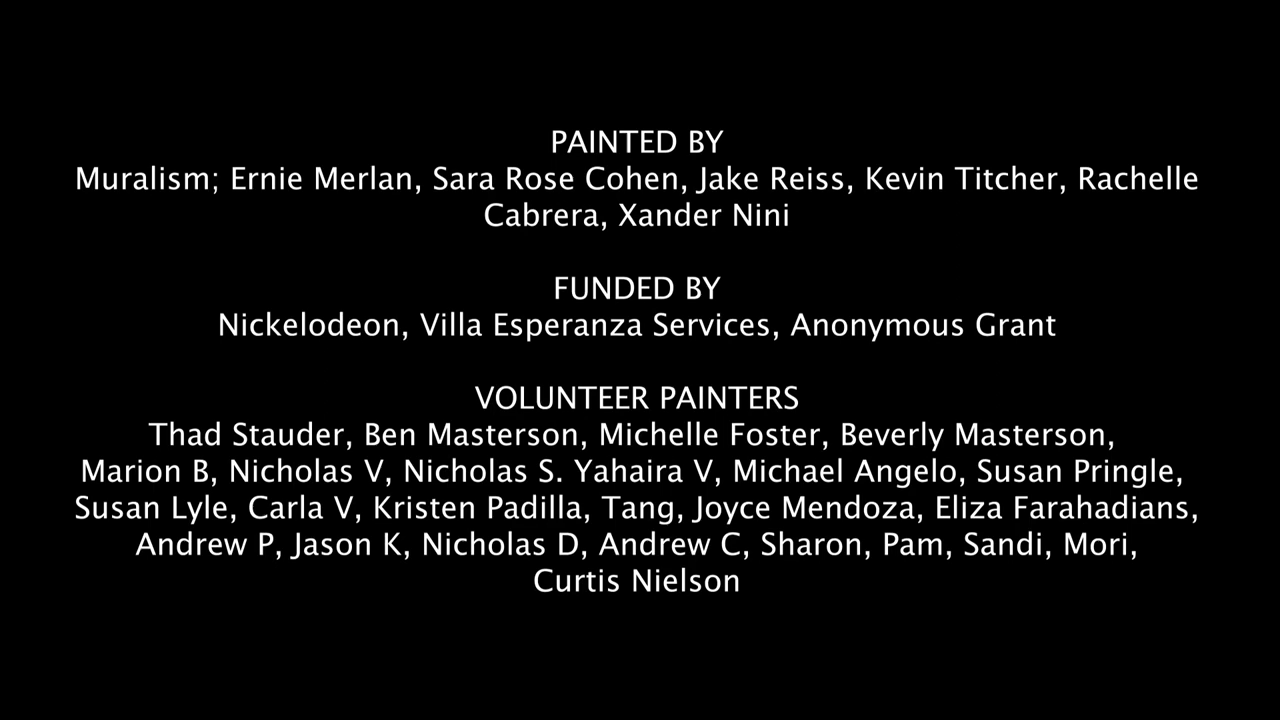 PAINTED BY
Muralism; Ernie Merlan, Sara Rose Cohen, Jake Reiss, Kevin Titcher, Rachelle
Cabrera, Xander Nini
FUNDED BY
Nickelodeon, Villa Esperanza Services, Anonymous Grant
VOLUNTEER PAINTERS
Thad Stauder, Ben Masterson, Michelle Foster, Beverly Masterson,
Marion B, Nicholas V, Nicholas S. Yahaira V, Michael Angelo, Susan Pringle,
Susan Lyle, Carla V, Kristen Padilla, Tang, Joyce Mendoza, Eliza Farahadians,
Andrew P, Jason K, Nicholas D, Andrew C, Sharon, Pam, Sandi, Mori,
Curtis Nielson